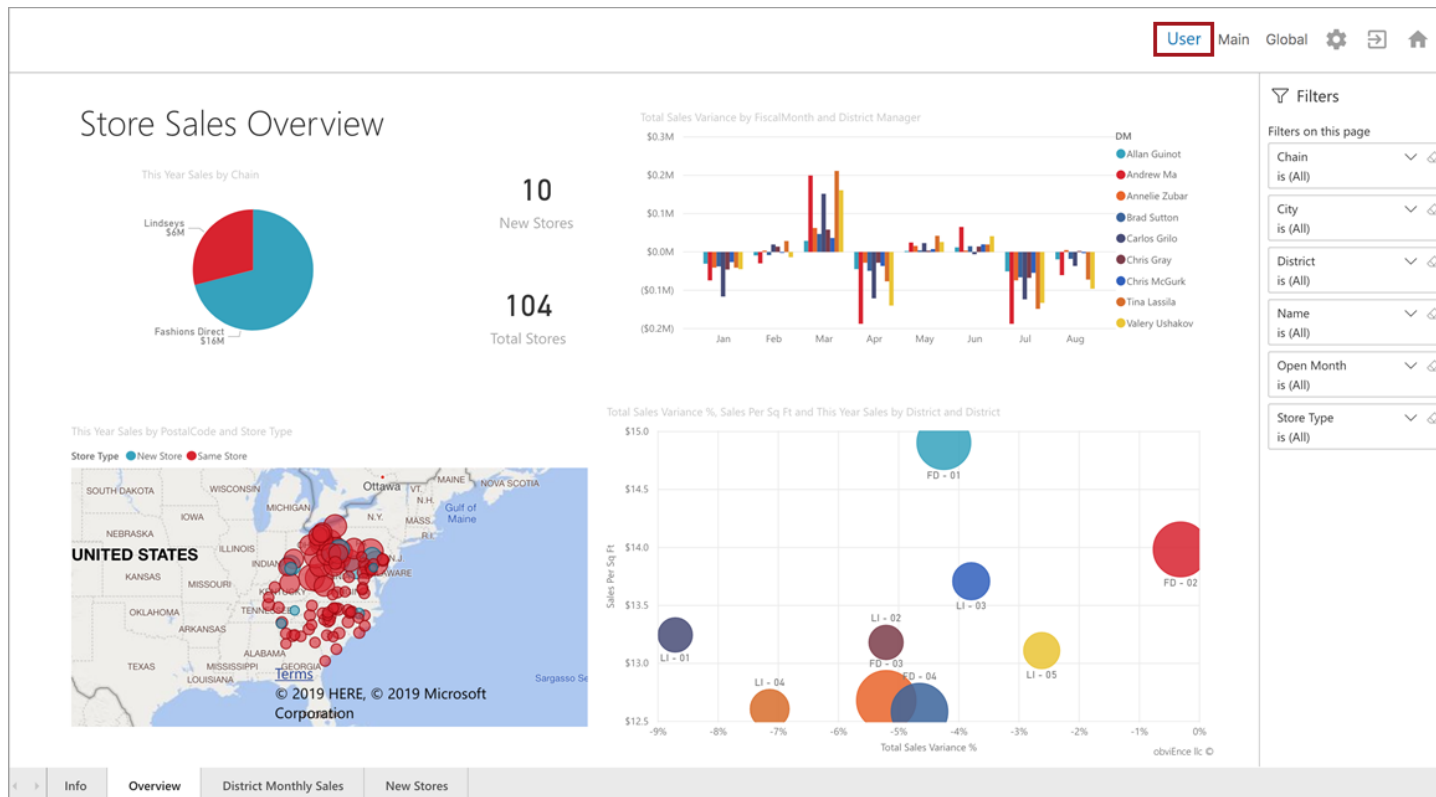 User Main Global
Store Sales Overview
This Year Sales by Chain
Lindseys
$6M
Fashions Direct
$16M
10
New Stores
104
Total Stores
Total Sales Variance by FiscalMonth and District Manager
$0.3M
$0.2M
$0.1M
$0.0M
($0.1M)
($0.2M)
Jan Feb Mar Apr May Jun Jul Aug
DM
Allan Guinot
Andrew Ma
Annelie Zubar
Brad Sutton
Carlos Grilo
Chris Gray
Chris McGurk
Tina Lassila
Valery Ushakov
Filters
Filters on this page
Chain
is (All)
City
is (All)
District
is (All)
Name
is (All)
Open Month
is (All)
Store Type
is (All)
This Year Sales by PostalCode and Store Type
Store Type New Store Same Store
Ottawa
MAINE
NOVA SCOTIA
VT.
SOUTH DAKOTA
WISCONSIN
N.H.
MICHIGAN
Gulf of
Maine
IOWA
N.Y.
MASS.
NEBRASKA
R.I.
UNITED STATES
ILLINOIS
N.J.
KANSAS
MISSOURI
OKLAHOMA
ARKANSAS
ALABAMA
TEXAS
MISSISSIPPI
GEORGIA
LOUISIANA
Terms
Sargasso Se
© 2019 HERE, © 2019 Microsoft
Corporation
Total Sales Variance %, Sales Per Sq Ft and This Year Sales by District and District
Sales Per Sq Ft
$15.0
$14.5
$14.0
$13.5
$13.0
$12.5
FD - 01
FD - 02
LI - 03
LI - 02
LI - 01
FD - 03
LI - 05
LI - 04
FD - 04
-9% -8% -7% -6% -5% -4% -3% -2% -1% 0%
Total Sales Variance %
obviEnce llc ©
Info Overview District Monthly Sales New Stores